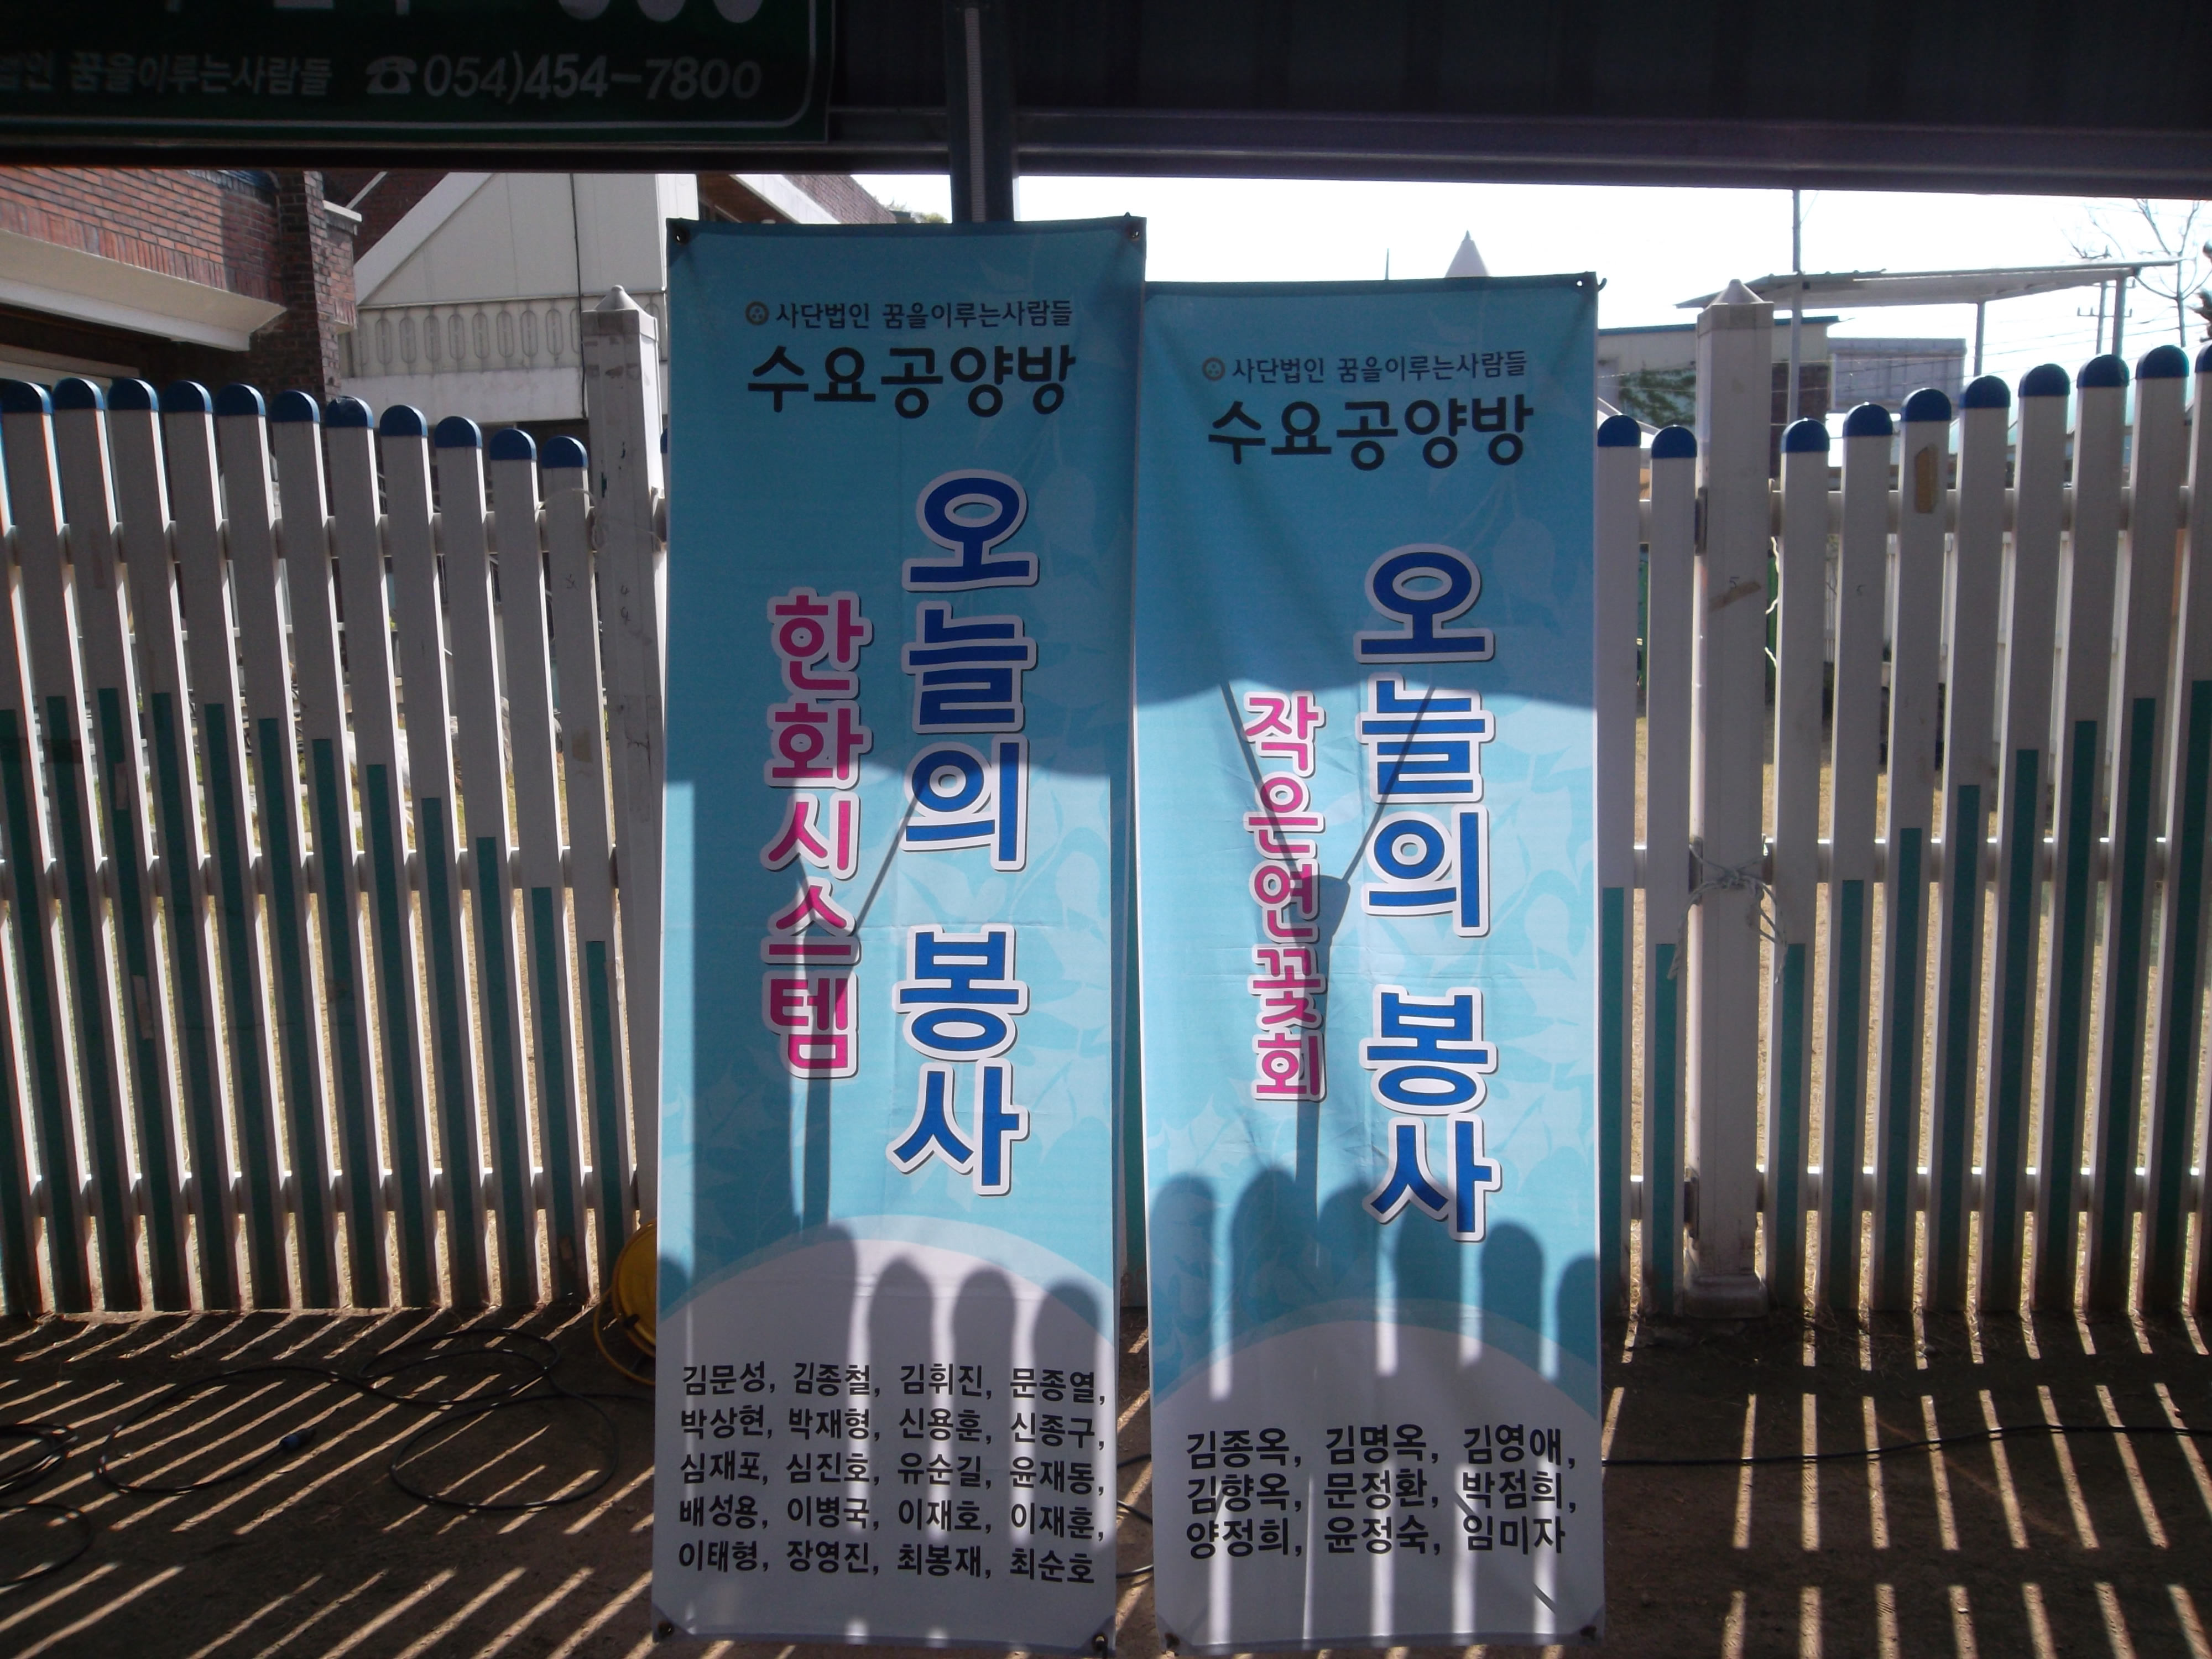 꿈을이루는사람들 ☎054)454-7800
사단법인 꿈을이루는사람들
수요공양방
오늘의 봉사
한화시스템
김문성, 김종철, 김휘진, 문종열,
박상현, 박재형, 신용훈, 신종구,
심재포, 심진호, 유순길, 윤재동,
배성용, 이병국, 이재호, 이재훈,
이태형, 장영진, 최봉재, 최순호
사단법인 꿈을이루는사람들
수요공양방
오늘의 봉사
작은연꽃회
김종옥, 김명옥, 김영애,
김향옥, 문정환, 박점희,
양정희, 윤정숙, 임미자